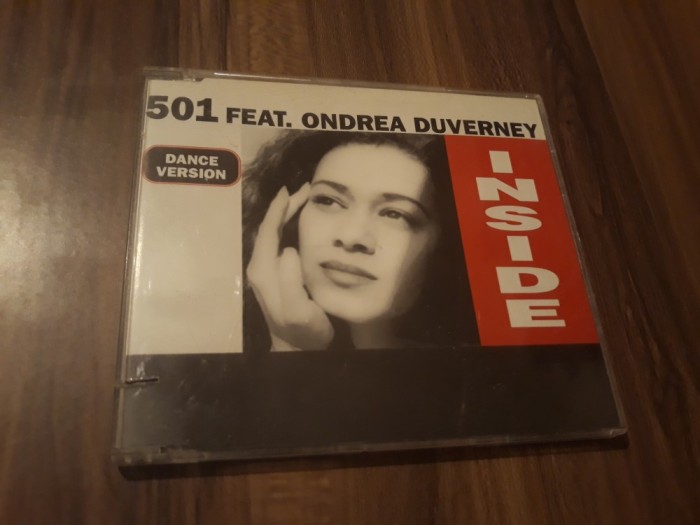 501 FEAT. ONDREA DUVERNEY
DANCE
VERSION
INSIDE